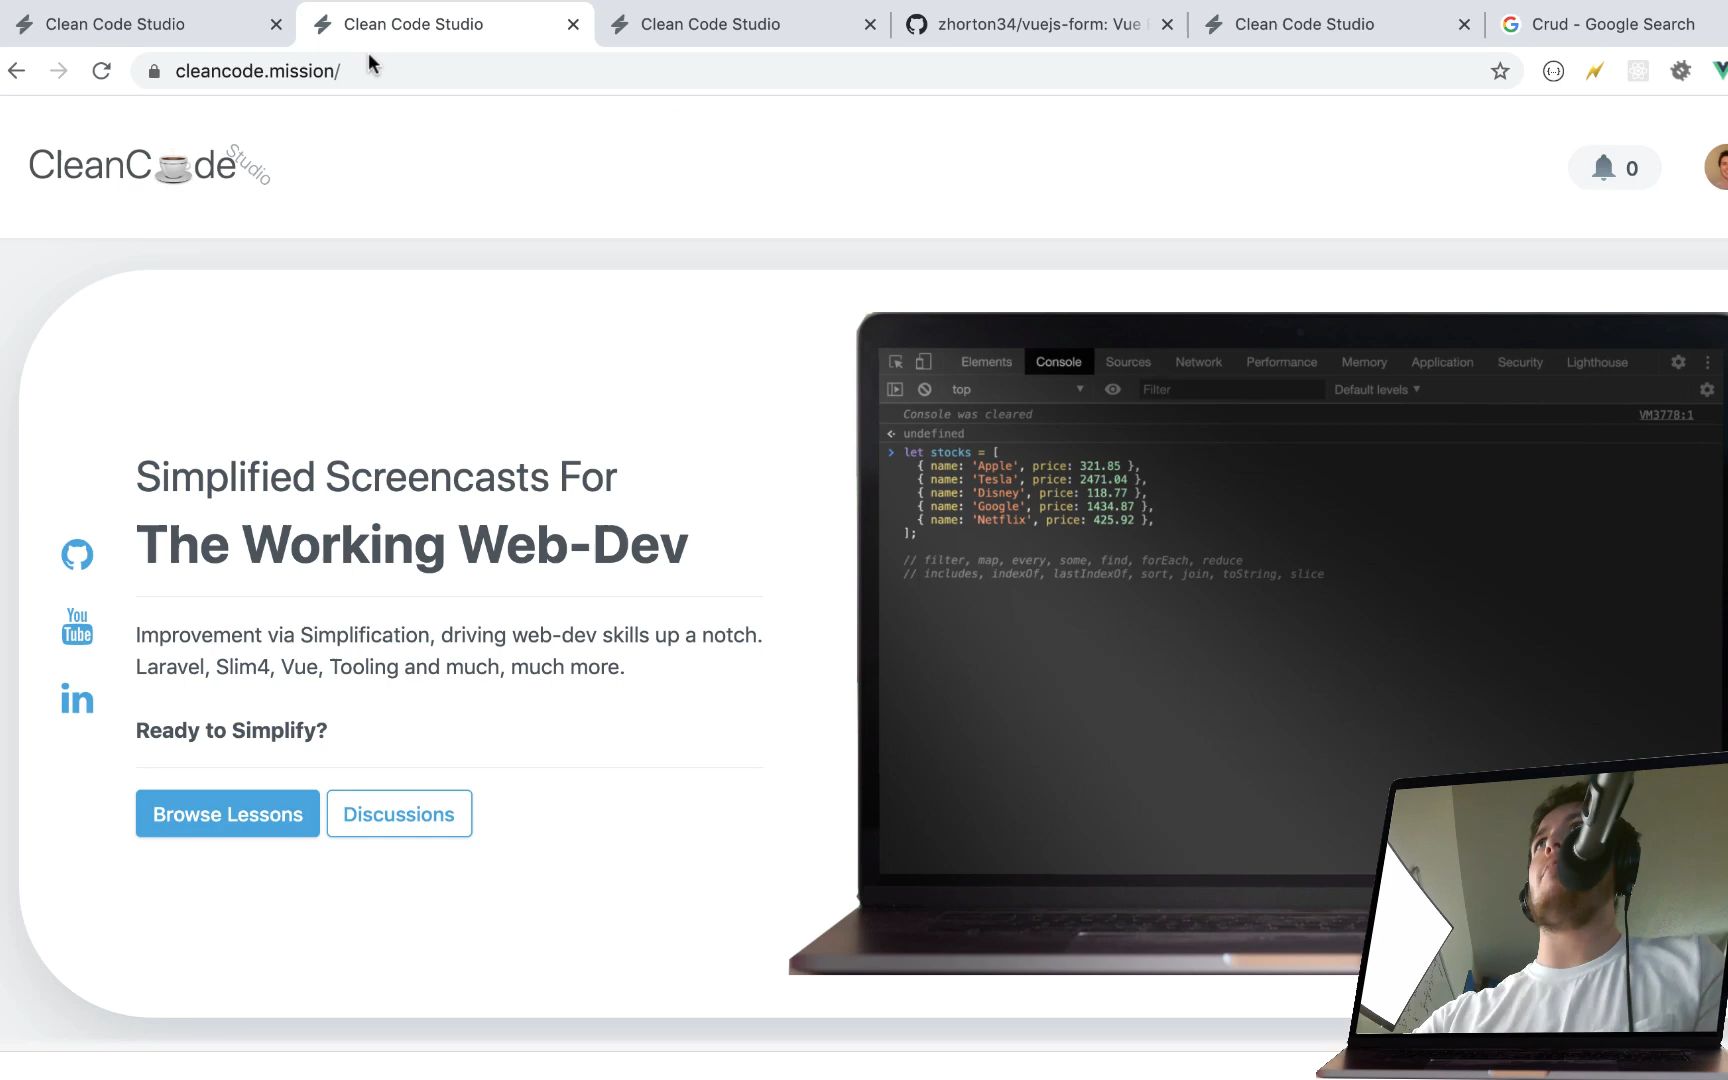 Clean Code Studio
Clean Code Studio
Clean Code Studio
zhorton34/vuejs-form: Vue
Clean Code Studio
Crud - Google Search
cleancode.mission/
CleanC de Studio
0
Simplified Screencasts For
The Working Web-Dev
You
Tube
in
Improvement via Simplification, driving web-dev skills up a notch.
Laravel, Slim4, Vue, Tooling and much, much more.
Ready to Simplify?
Browse Lessons
Discussions
Elements Console Sources Network Performance Memory Application Security Lighthouse
top Filter Default levels
Console was cleared VM3778:1
undefined
let stocks = [
{ name: 'Apple', price: 321.85 },
{ name: 'Tesla', price: 2471.04 },
{ name: 'Disney', price: 118.77 },
{ name: 'Google', price: 1434.87 },
{ name: 'Netflix', price: 425.92 },
];
// filter, map, every, some, find, forEach, reduce
// includes, indexOf, lastIndexOf, sort, join, toString, slice